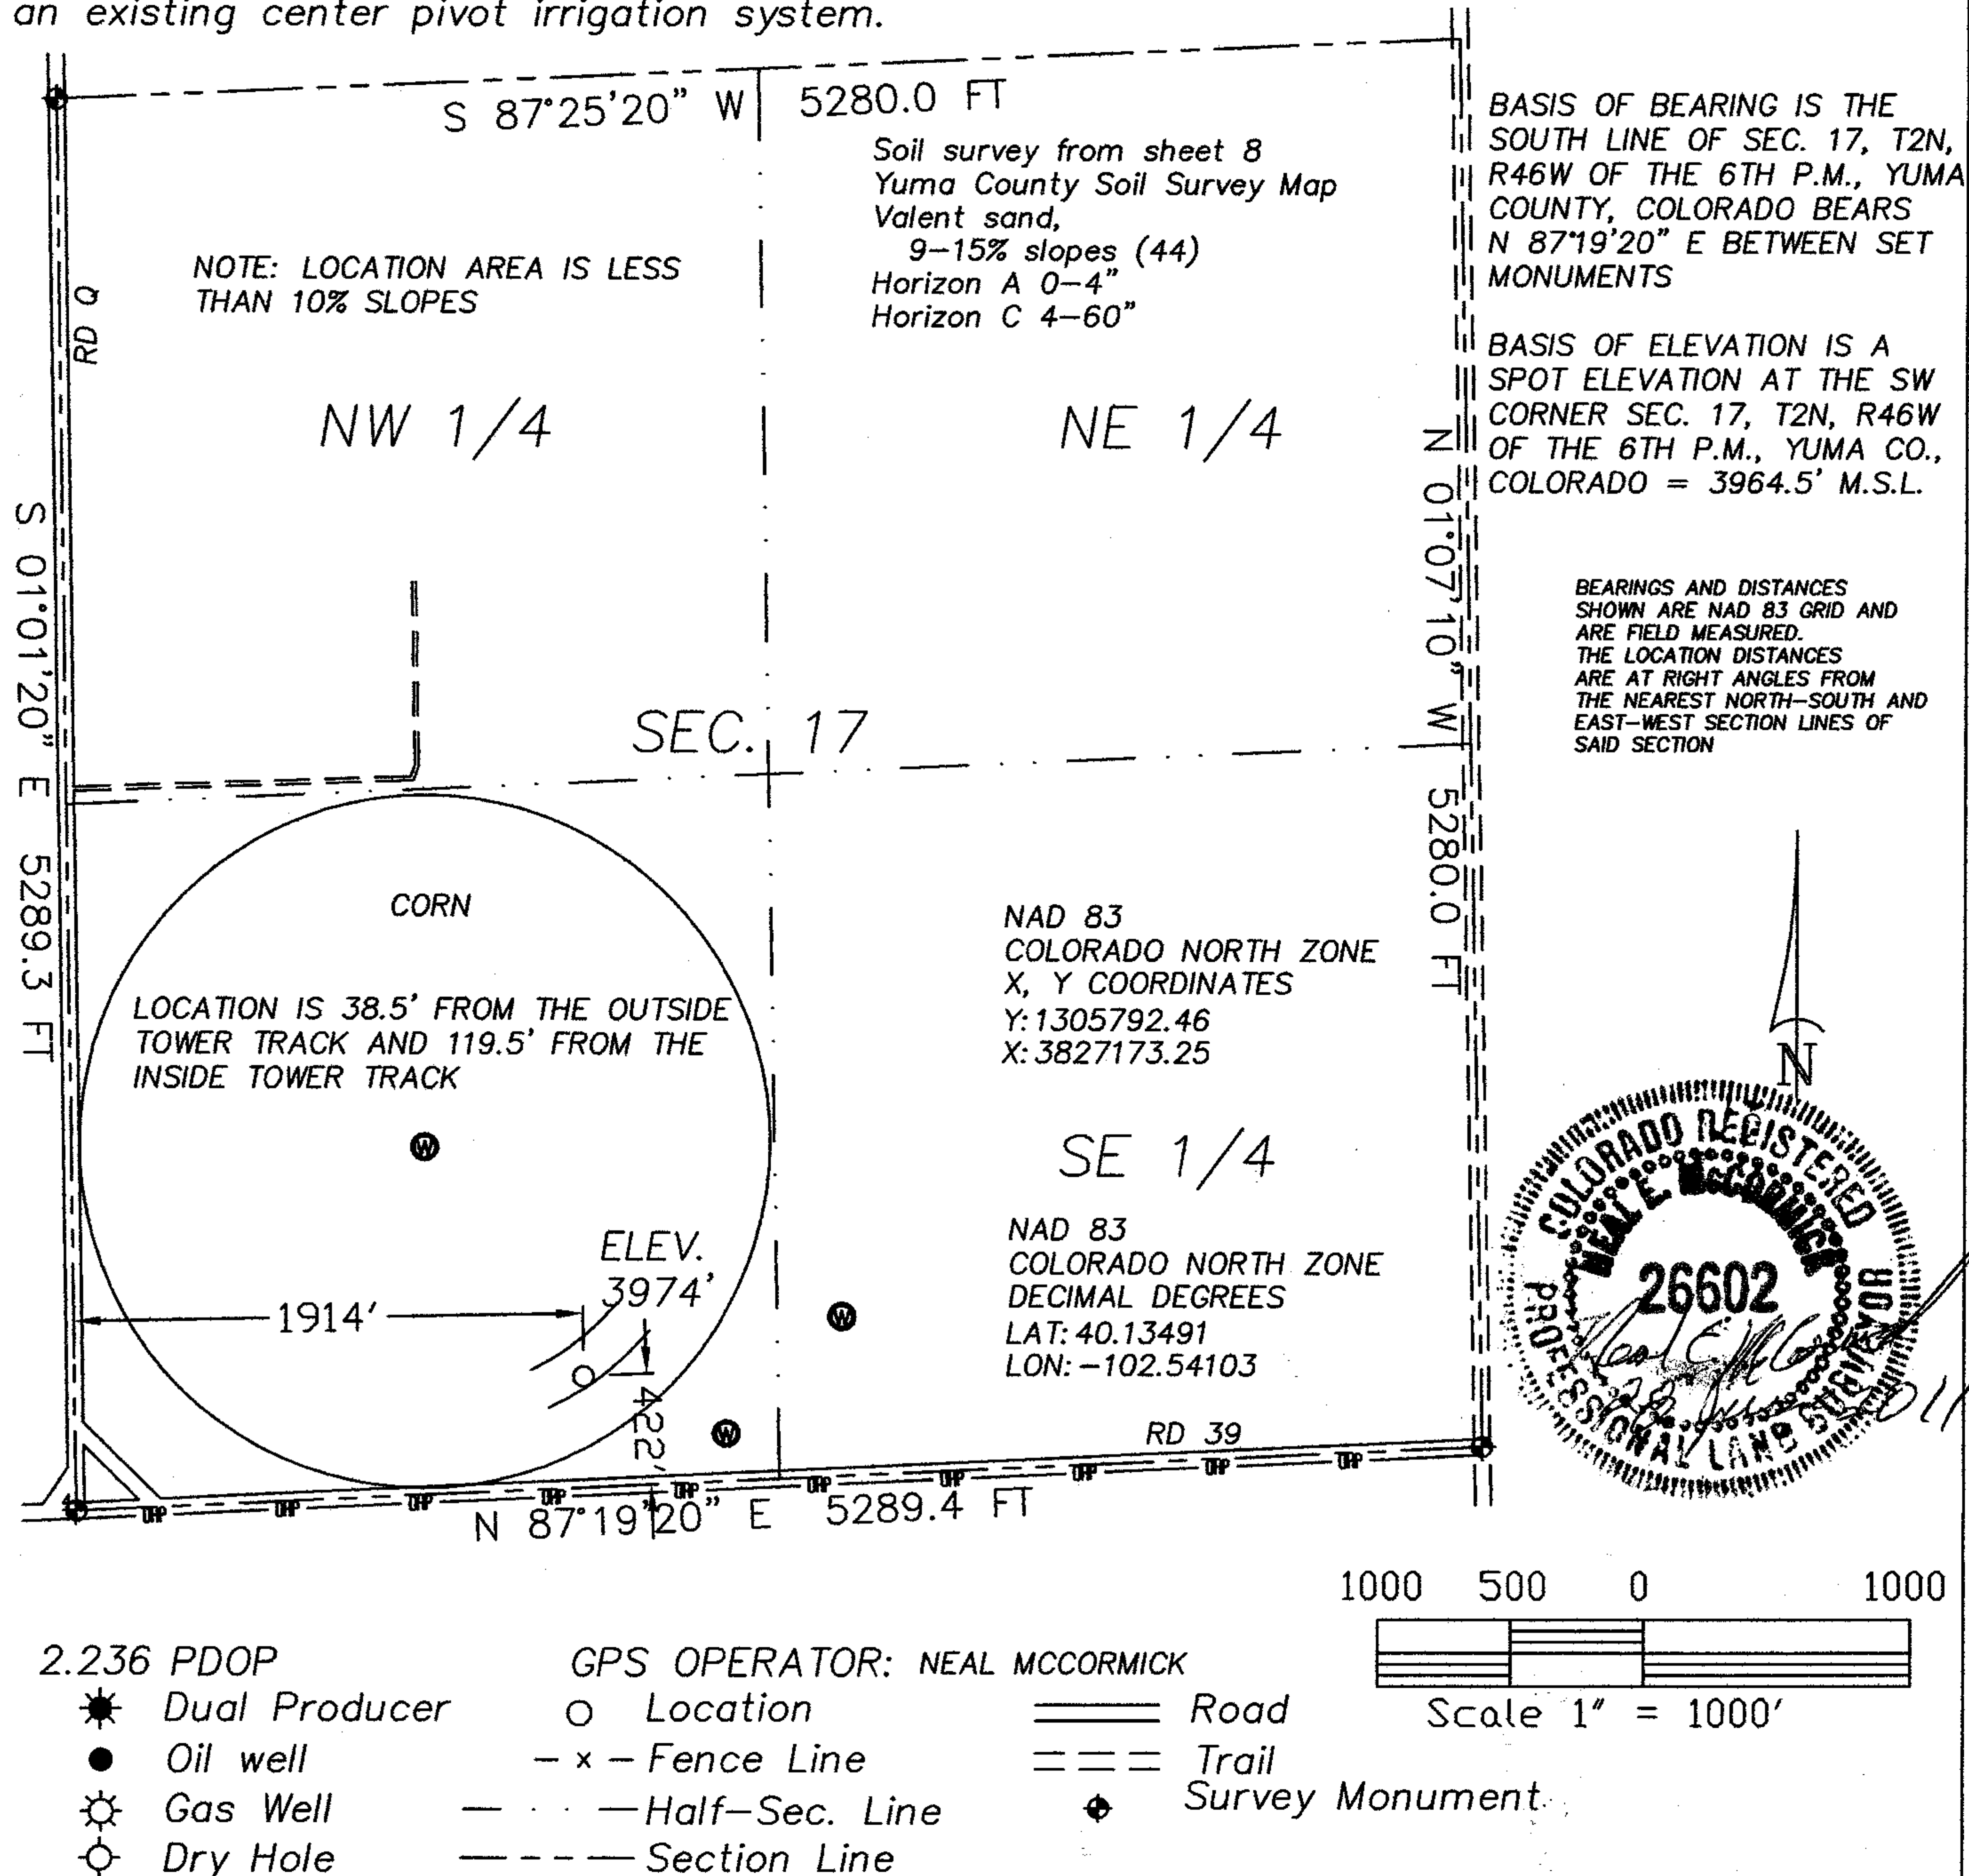 an existing center pivot irrigation system.
S 87°25'20" W 5280.0 FT
Soil survey from sheet 8
Yuma County Soil Survey Map
Valent sand,
9-15% slopes (44)
Horizon A 0-4"
Horizon C 4-60"
NOTE: LOCATION AREA IS LESS
THAN 10% SLOPES
RD Q
NW 1/4
NE 1/4
BASIS OF BEARING IS THE
SOUTH LINE OF SEC. 17, T2N,
R46W OF THE 6TH P.M., YUMA
COUNTY, COLORADO BEARS
N 87°19'20" E BETWEEN SET
MONUMENTS
BASIS OF ELEVATION IS A
SPOT ELEVATION AT THE SW
CORNER SEC. 17, T2N, R46W
OF THE 6TH P.M., YUMA CO.,
COLORADO = 3964.5' M.S.L.
S 01°01'20" E 5289.3 FT
N 01°07'10" W 5280.0 FT
BEARINGS AND DISTANCES
SHOWN ARE NAD 83 GRID AND
ARE FIELD MEASURED.
THE LOCATION DISTANCES
ARE AT RIGHT ANGLES FROM
THE NEAREST NORTH-SOUTH AND
EAST-WEST SECTION LINES OF
SAID SECTION
SEC. 17
CORN
LOCATION IS 38.5' FROM THE OUTSIDE
TOWER TRACK AND 119.5' FROM THE
INSIDE TOWER TRACK
W
NAD 83
COLORADO NORTH ZONE
X, Y COORDINATES
Y: 1305792.46
X: 3827173.25
N
SE 1/4
NAD 83
COLORADO NORTH ZONE
DECIMAL DEGREES
LAT: 40.13491
LON: -102.54103
ELEV.
3974'
1914'
422'
W
W
RD 39
OHP OHP OHP OHP OHP OHP OHP OHP OHP OHP
N 87°19'20" E 5289.4 FT
COLORADO REGISTERED
NEAL E. McCORMICK
26602
PROFESSIONAL LAND SURVEYOR
2011
1000 500 0 1000
Scale 1" = 1000'
2.236 PDOP
GPS OPERATOR: NEAL MCCORMICK
Dual Producer
Location
Road
Oil well
- x - Fence Line
Trail
Gas Well
Half-Sec. Line
Survey Monument
Dry Hole
Section Line